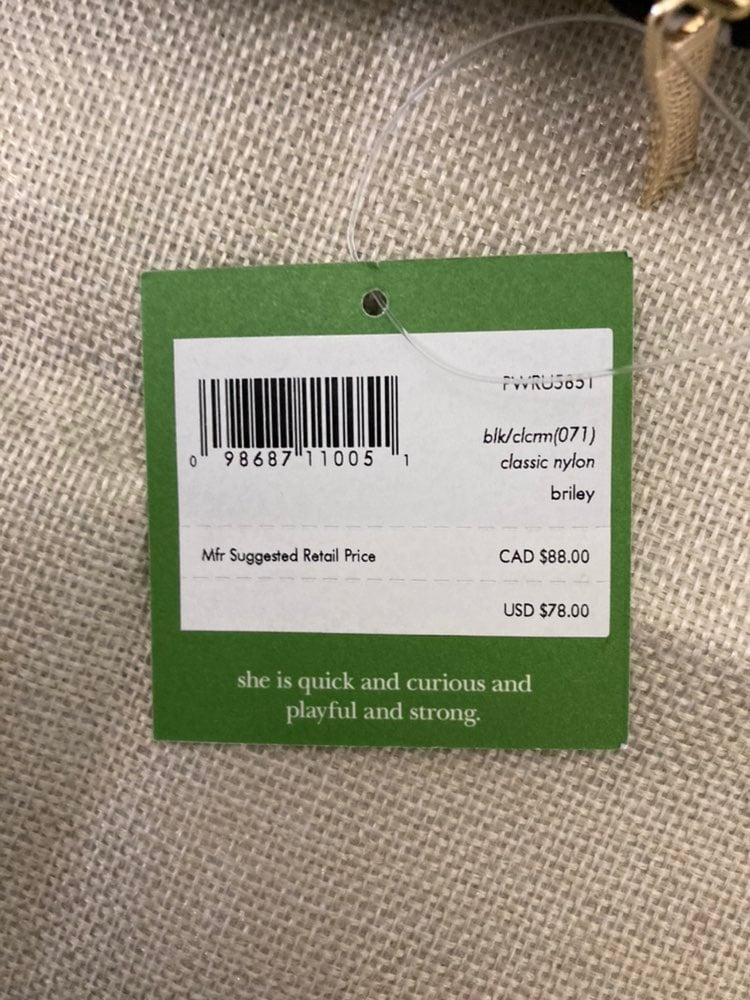 PWRU5851
blk/clcrm(071)
0 98687 11005 1
classic nylon
briley
Mfr Suggested Retail Price CAD $88.00
USD $78.00
she is quick and curious and
playful and strong.